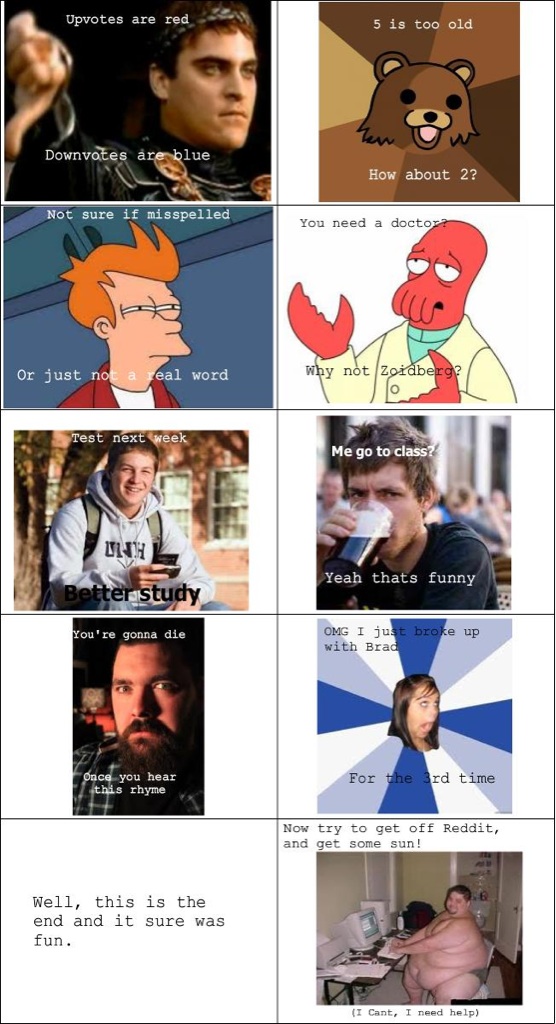 Upvotes are red
Downvotes are blue
5 is too old
How about 2?
Not sure if misspelled
Or just not a real word
You need a doctor?
Why not Zoidberg?
Test next week
Better study
Me go to class?
Yeah thats funny
You're gonna die
Once you hear
this rhyme
OMG I just broke up
with Brad
For the 3rd time
Well, this is the
end and it sure was
fun.
Now try to get off Reddit,
and get some sun!
(I Cant, I need help)